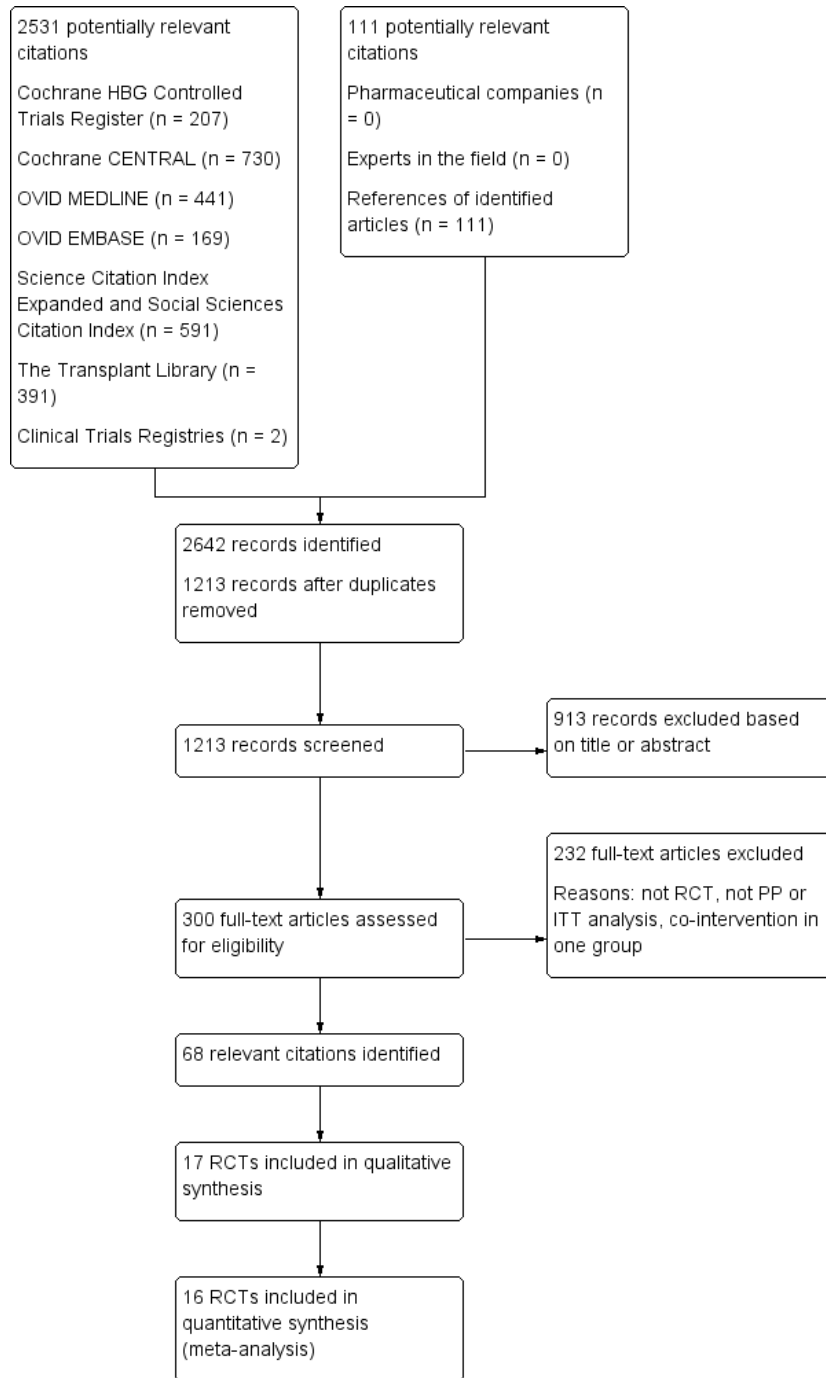 2531 potentially relevant
citations
Cochrane HBG Controlled
Trials Register (n = 207)
Cochrane CENTRAL (n = 730)
OVID MEDLINE (n = 441)
OVID EMBASE (n = 169)
Science Citation Index
Expanded and Social Sciences
Citation Index (n = 591)
The Transplant Library (n =
391)
Clinical Trials Registries (n = 2)
111 potentially relevant
citations
Pharmaceutical companies (n
= 0)
Experts in the field (n = 0)
References of identified
articles (n = 111)
2642 records identified
1213 records after duplicates
removed
1213 records screened
913 records excluded based
on title or abstract
300 full-text articles assessed
for eligibility
232 full-text articles excluded
Reasons: not RCT, not PP or
ITT analysis, co-intervention in
one group
68 relevant citations identified
17 RCTs included in qualitative
synthesis
16 RCTs included in
quantitative synthesis
(meta-analysis)